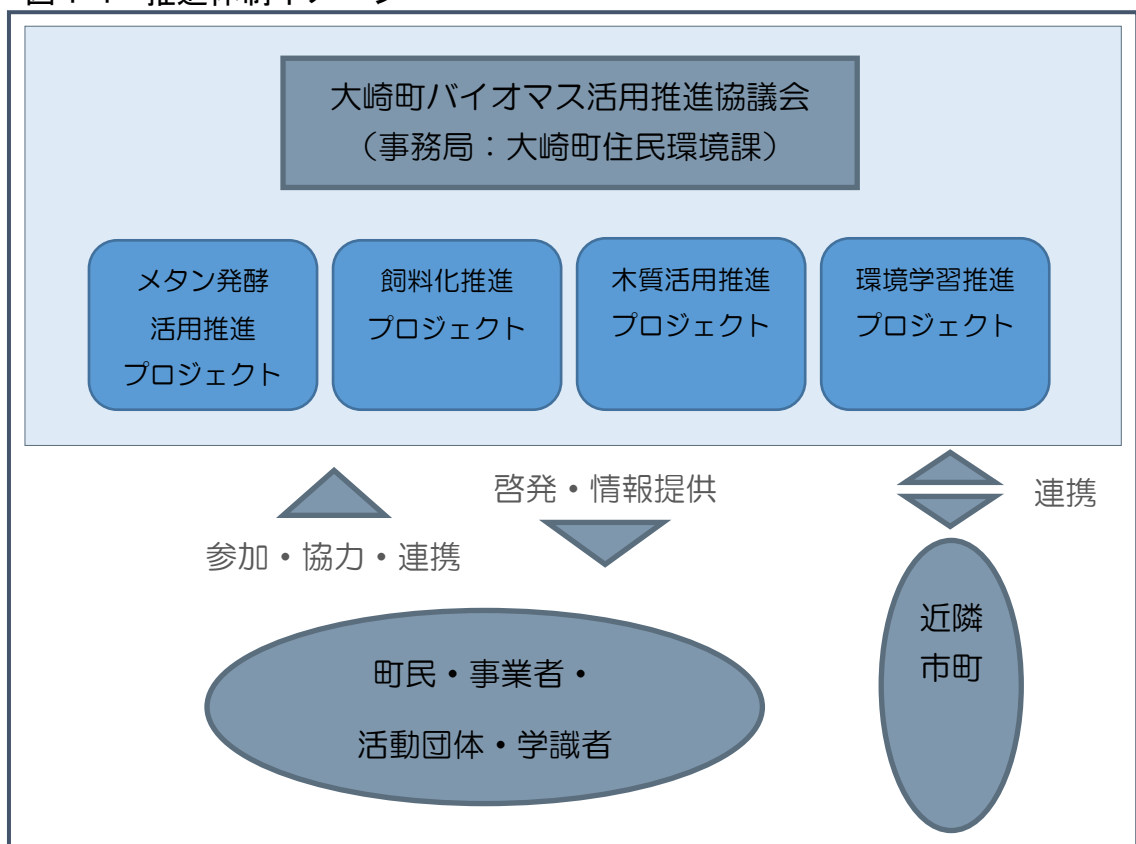 大崎町バイオマス活用推進協議会
（事務局：大崎町住民環境課）
メタン発酵
活用推進
プロジェクト
飼料化推進
プロジェクト
木質活用推進
プロジェクト
環境学習推進
プロジェクト
啓発・情報提供
連携
参加・協力・連携
町民・事業者・
活動団体・学識者
近隣
市町